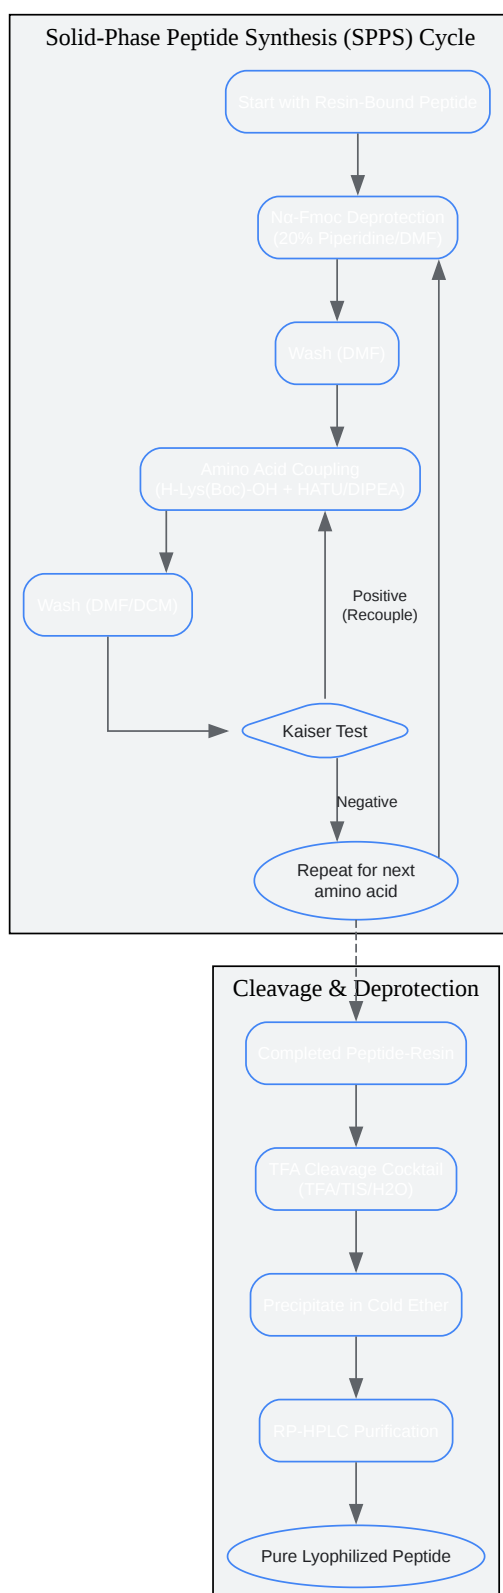 Solid-Phase Peptide Synthesis (SPPS) Cycle
Start with Resin-Bound Peptide
Nα-Fmoc Deprotection
(20% Piperidine/DMF)
Wash (DMF)
Amino Acid Coupling
(H-Lys(Boc)-OH + HATU/DIPEA)
Wash (DMF/DCM)
Positive
(Recouple)
Kaiser Test
Negative
Repeat for next
amino acid
Cleavage & Deprotection
Completed Peptide-Resin
TFA Cleavage Cocktail
(TFA/TIS/H2O)
Precipitate in Cold Ether
RP-HPLC Purification
Pure Lyophilized Peptide